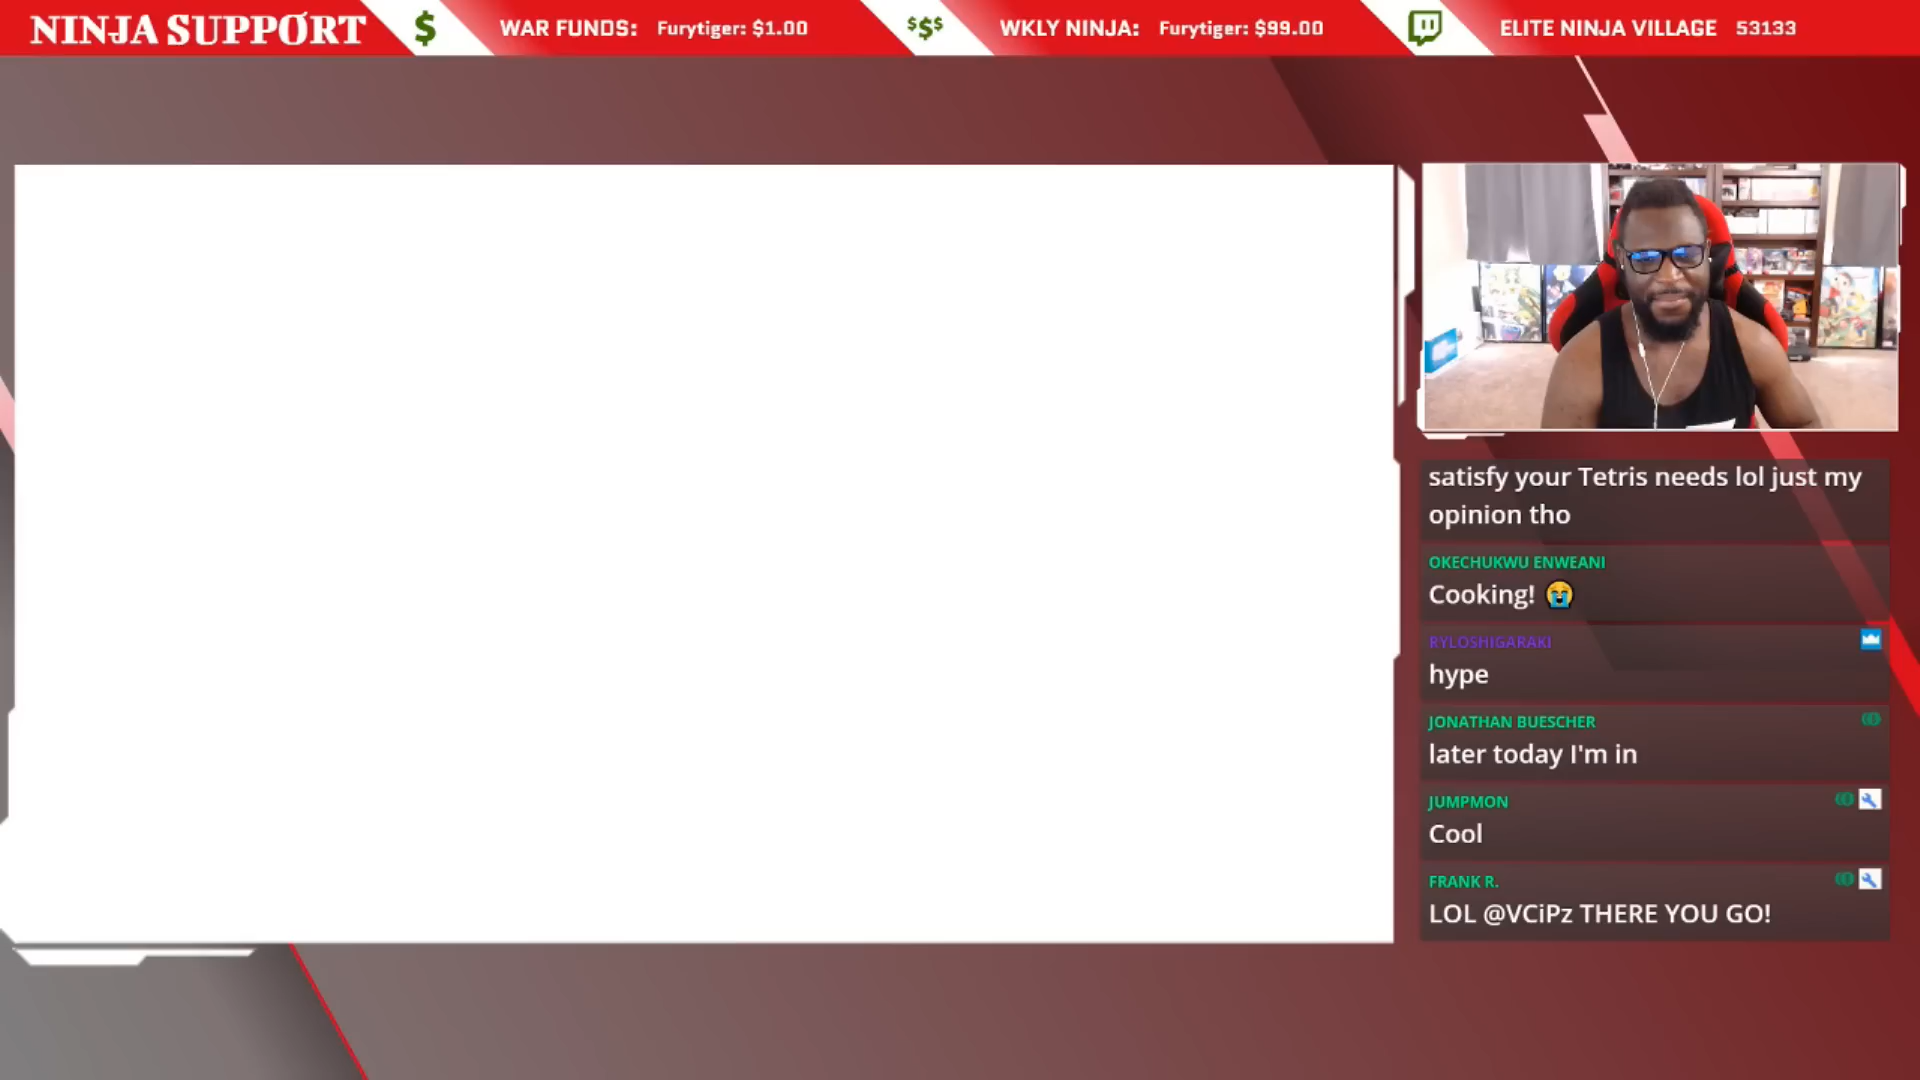 NINJA SUPPORT
$
WAR FUNDS: Furytiger: $1.00
$$$
WKLY NINJA: Furytiger: $99.00
ELITE NINJA VILLAGE 53133
satisfy your Tetris needs lol just my
opinion tho
OKECHUKWU ENWEANI
Cooking! 😭
RYLOSHIGARAKI
hype
JONATHAN BUESCHER
later today I'm in
JUMPMON
Cool
FRANK R.
LOL @VCiPz THERE YOU GO!